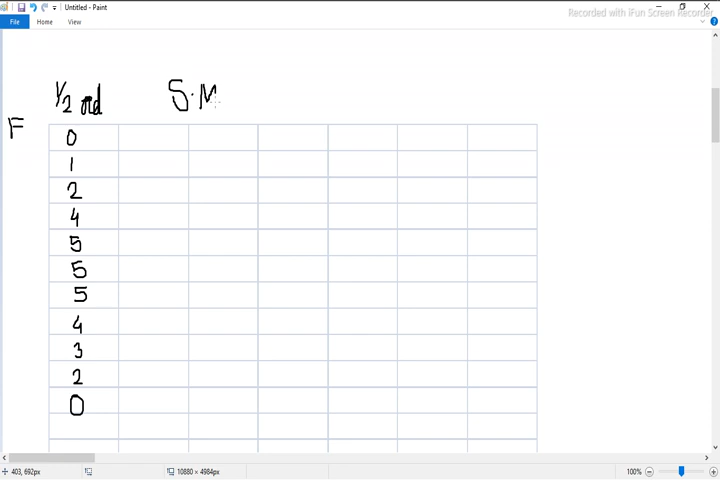 Untitled - Paint
Recorded with iFun Screen Recorder
File Home View
1/2 ord S.M
F
0
1
2
4
5
5
5
4
3
2
0
403, 692px 10880 × 4984px 100%